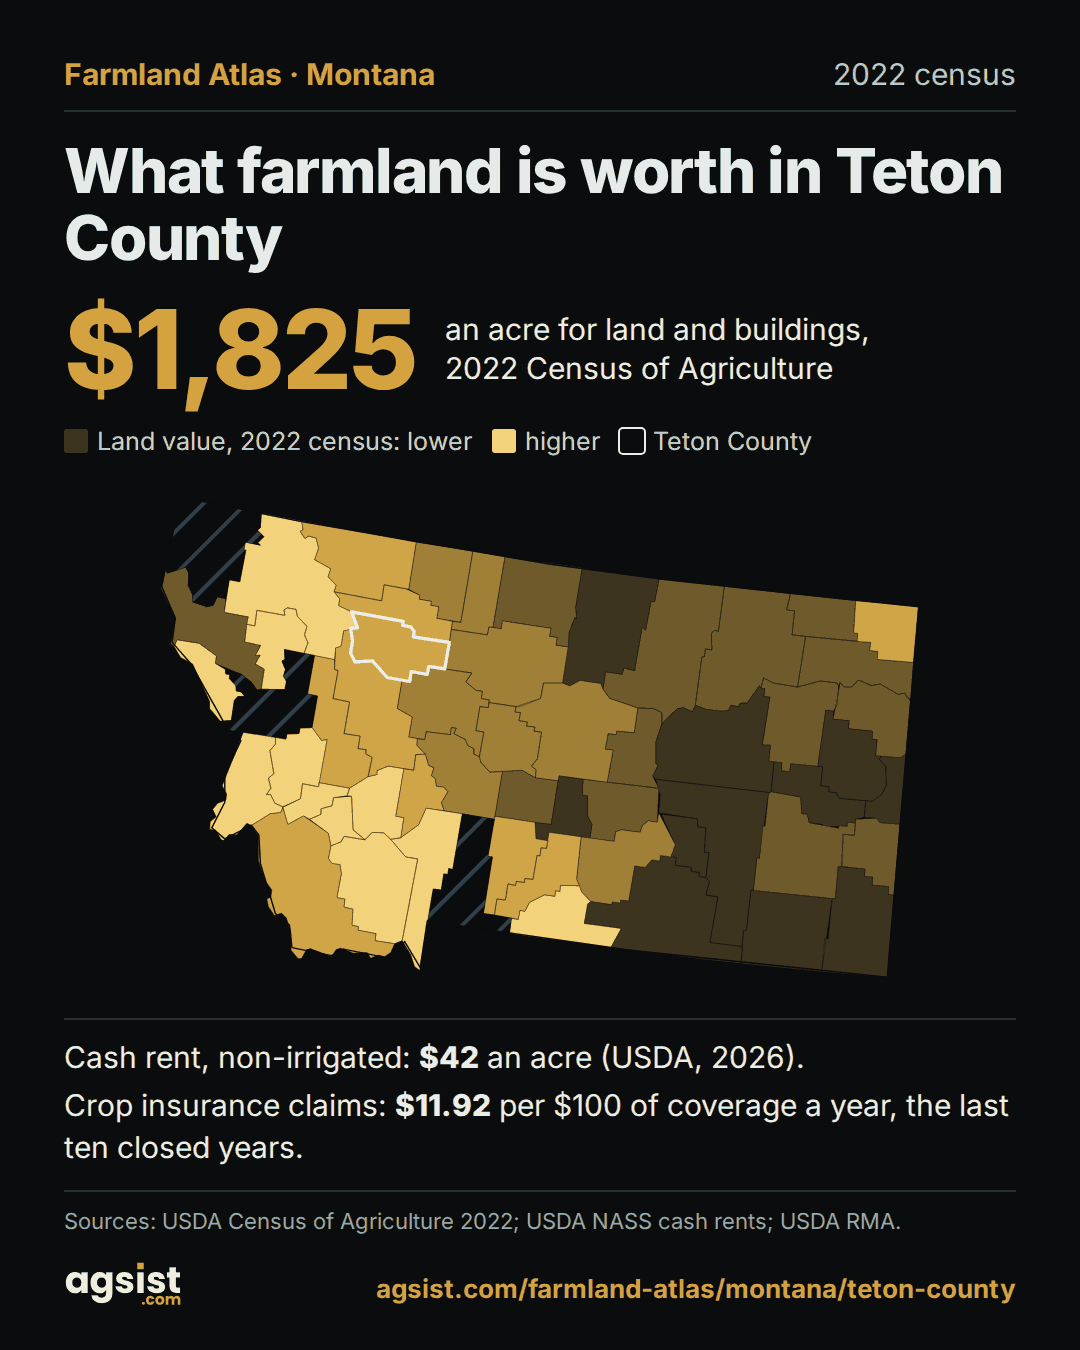 Farmland Atlas · Montana
2022 census
What farmland is worth in Teton
County
$1,825
an acre for land and buildings,
2022 Census of Agriculture
Land value, 2022 census: lower
higher
Teton County
Cash rent, non-irrigated: $42 an acre (USDA, 2026).
Crop insurance claims: $11.92 per $100 of coverage a year, the last
ten closed years.
Sources: USDA Census of Agriculture 2022; USDA NASS cash rents; USDA RMA.
agsist
.com
agsist.com/farmland-atlas/montana/teton-county